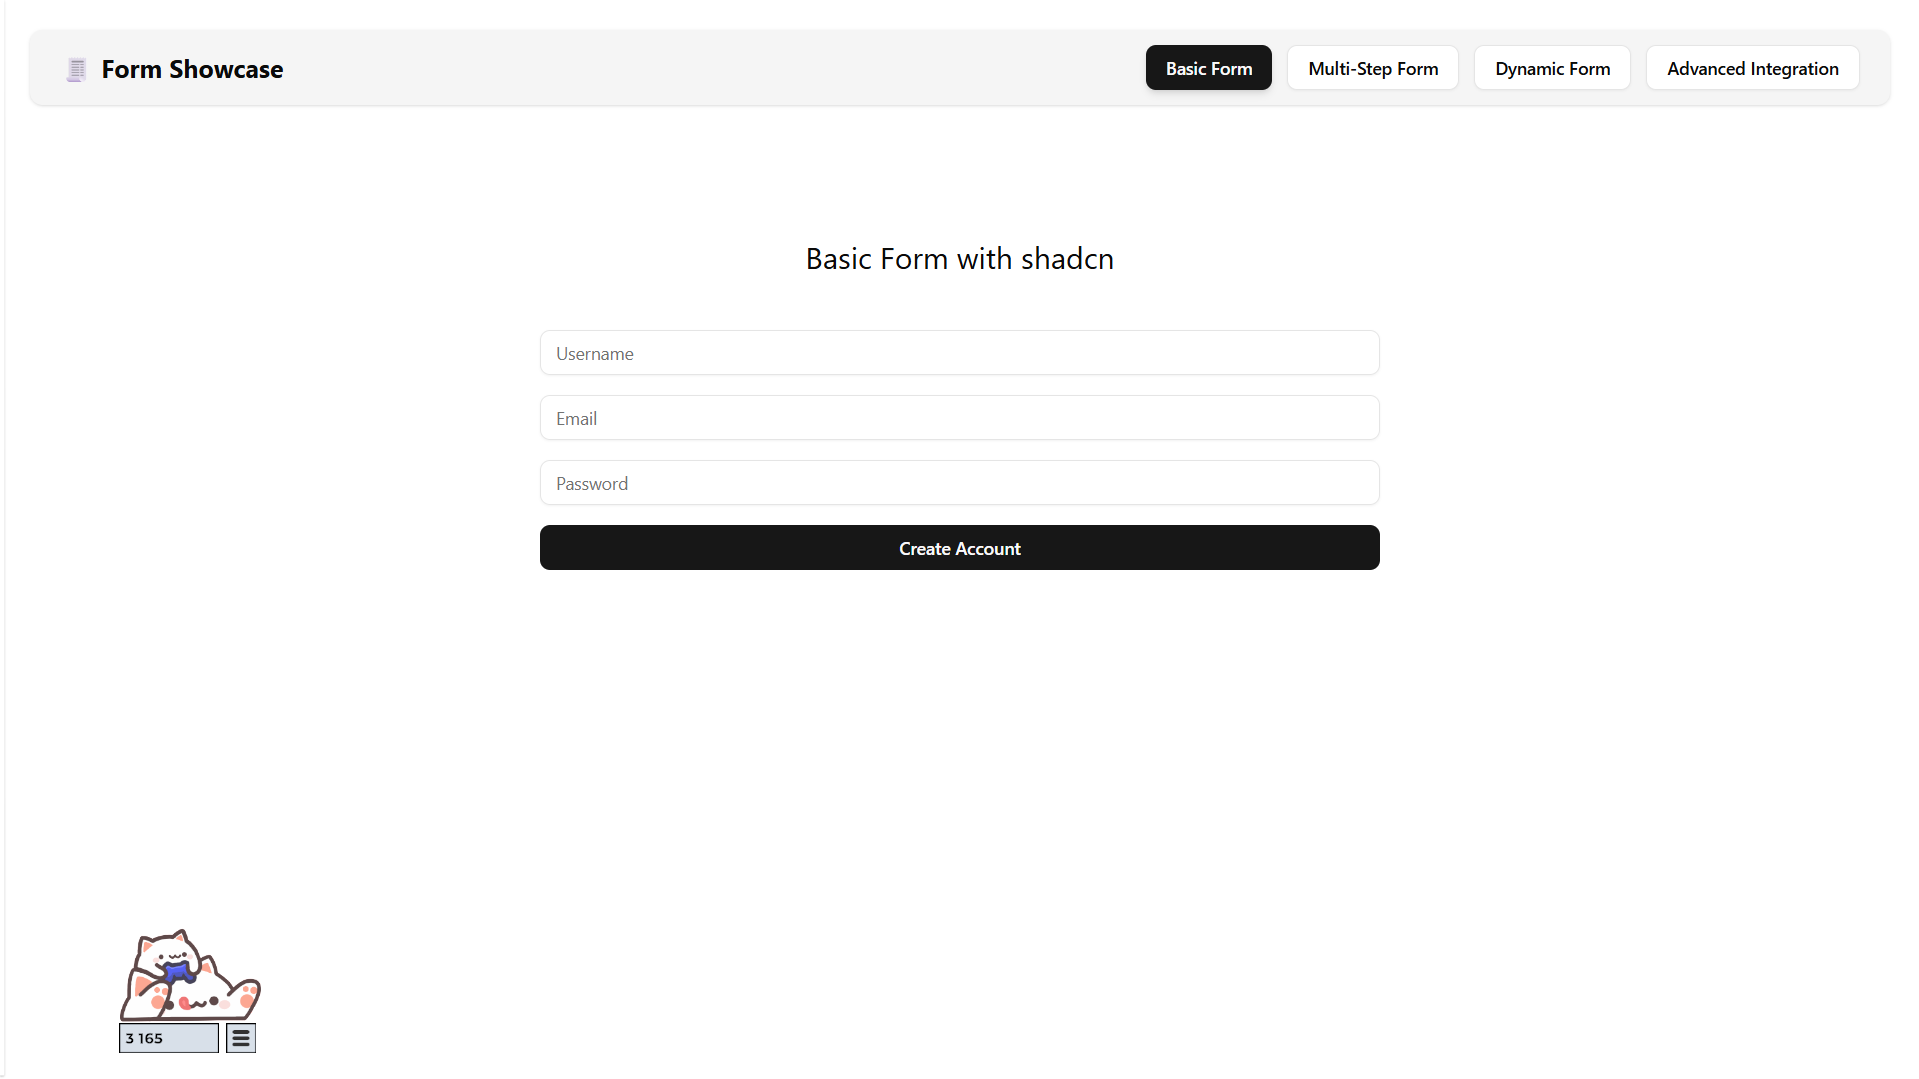 Form Showcase
Basic Form
Multi-Step Form
Dynamic Form
Advanced Integration
Basic Form with shadcn
Username
Email
Password
Create Account
3 165